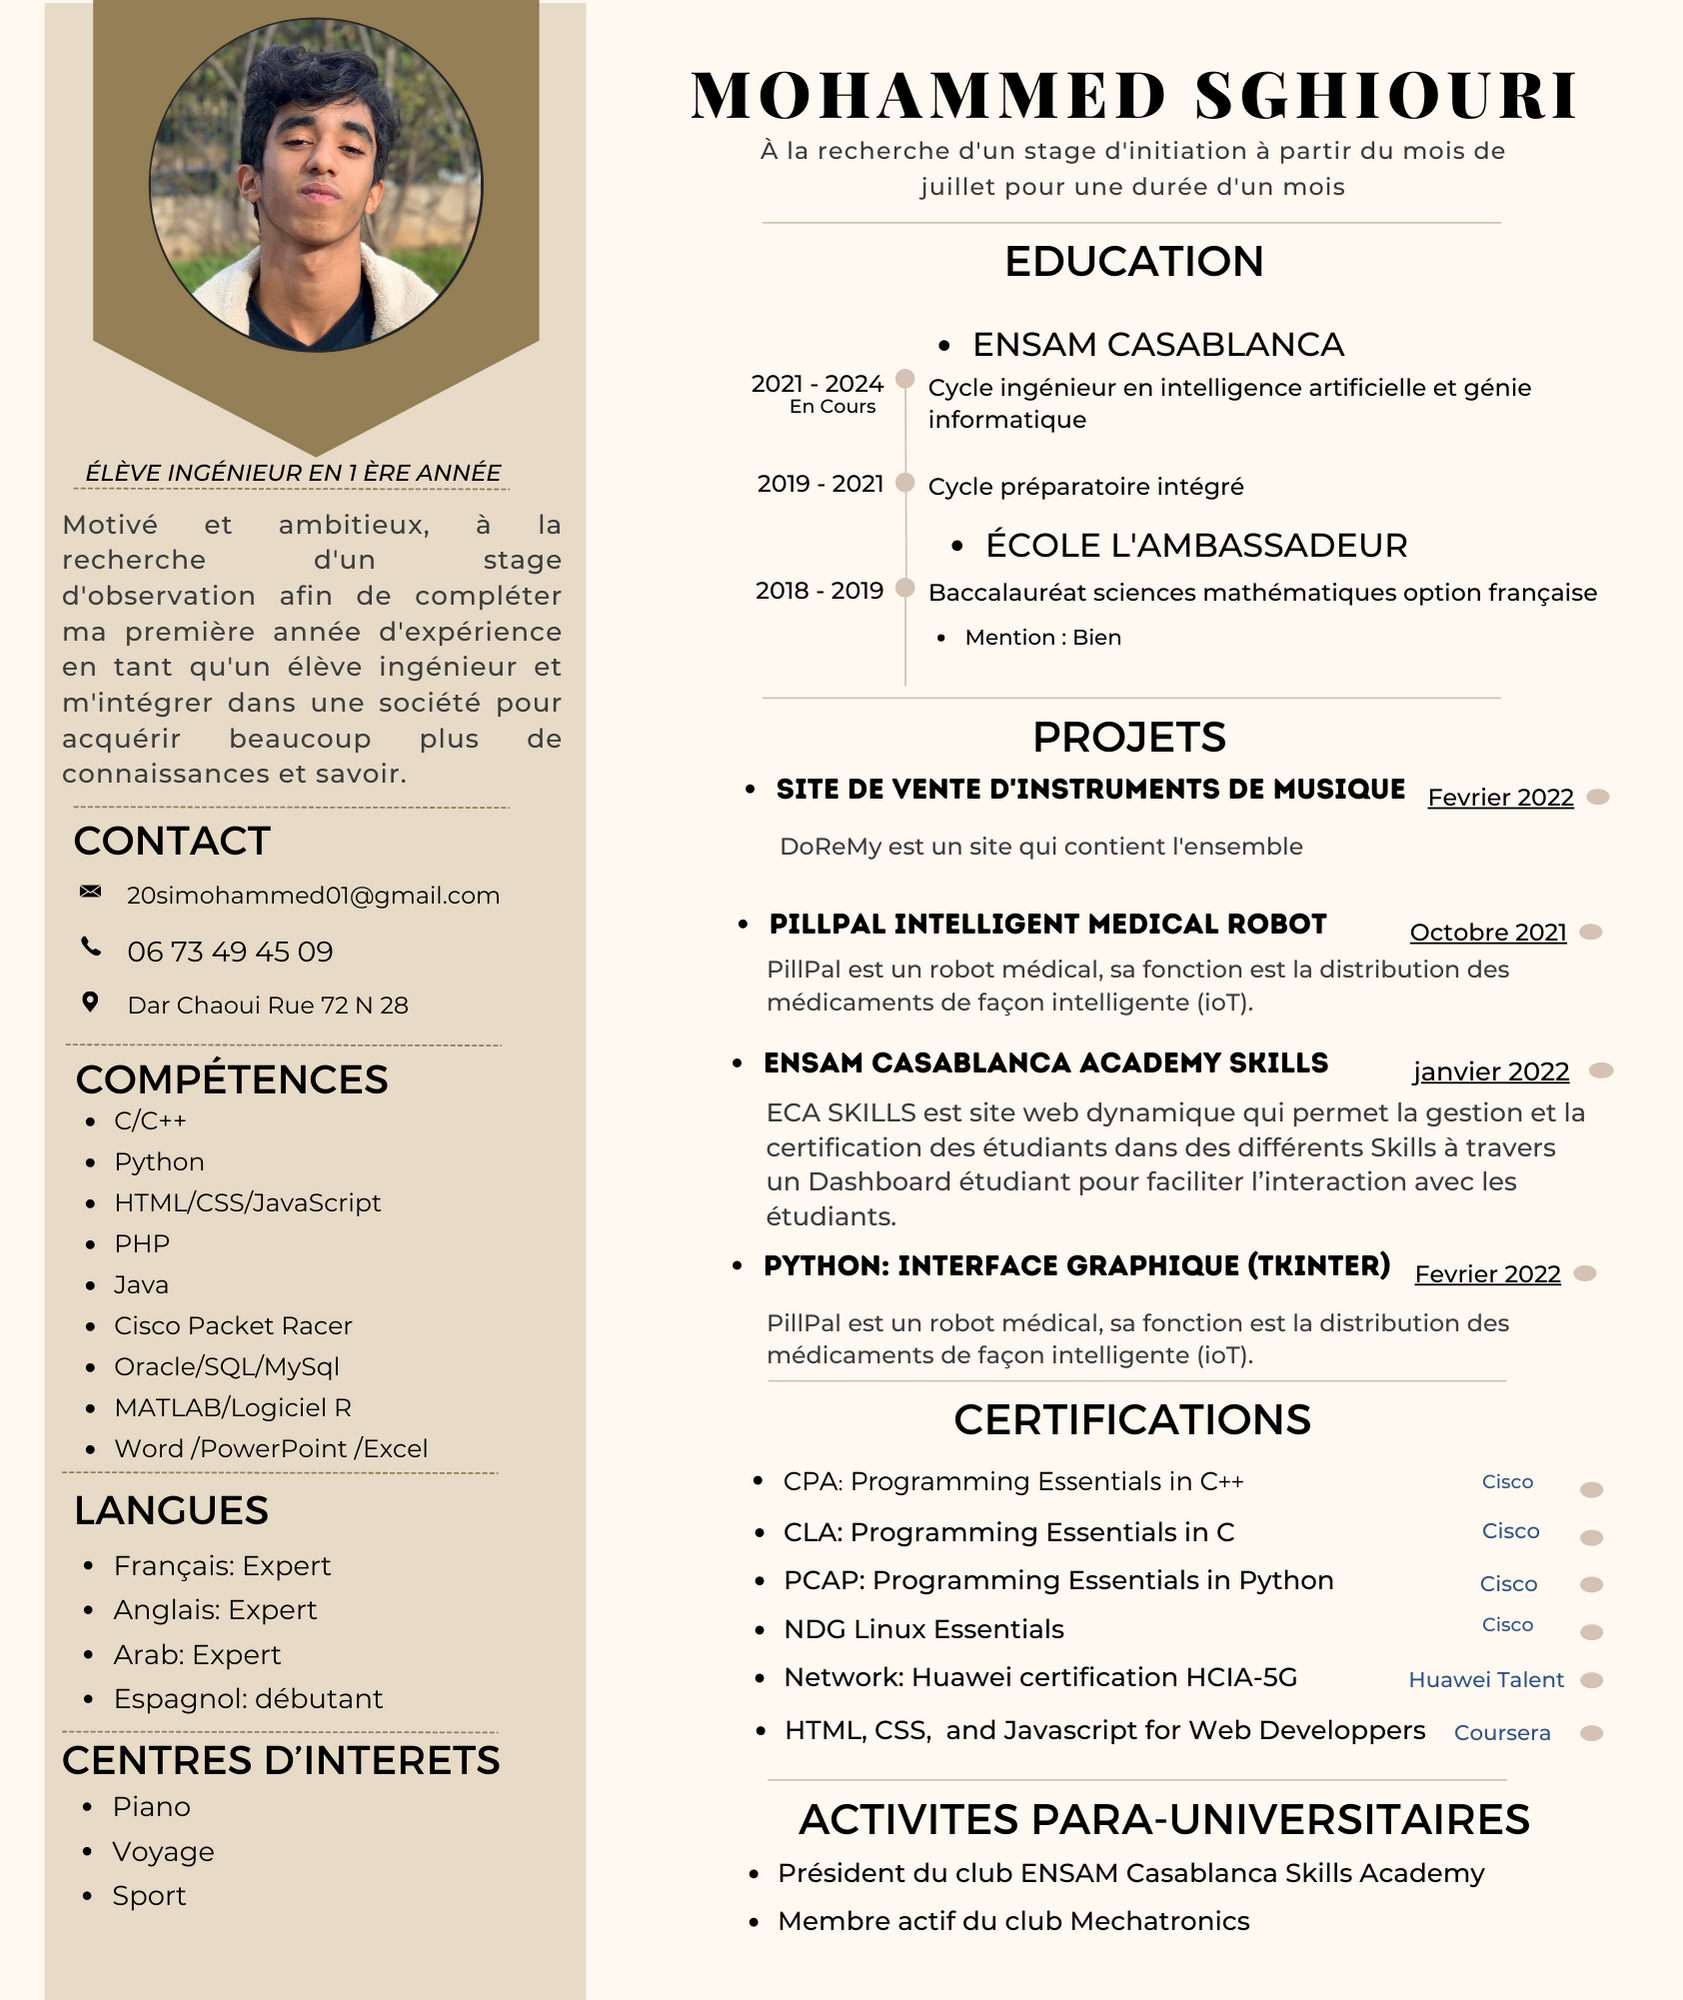 ÉLÈVE INGÉNIEUR EN 1 ÈRE ANNÉE
Motivé et ambitieux, à la
recherche d'un stage
d'observation afin de compléter
ma première année d'expérience
en tant qu'un élève ingénieur et
m'intégrer dans une société pour
acquérir beaucoup plus de
connaissances et savoir.
CONTACT
20simohammed01@gmail.com
06 73 49 45 09
Dar Chaoui Rue 72 N 28
COMPÉTENCES
• C/C++
• Python
• HTML/CSS/JavaScript
• PHP
• Java
• Cisco Packet Racer
• Oracle/SQL/MySql
• MATLAB/Logiciel R
• Word /PowerPoint /Excel
LANGUES
• Français: Expert
• Anglais: Expert
• Arab: Expert
• Espagnol: débutant
CENTRES D’INTERETS
• Piano
• Voyage
• Sport
MOHAMMED SGHIOURI
À la recherche d'un stage d'initiation à partir du mois de
juillet pour une durée d'un mois
EDUCATION
• ENSAM CASABLANCA
2021 - 2024
En Cours
Cycle ingénieur en intelligence artificielle et génie
informatique
2019 - 2021 Cycle préparatoire intégré
• ÉCOLE L'AMBASSADEUR
2018 - 2019 Baccalauréat sciences mathématiques option française
• Mention : Bien
PROJETS
• SITE DE VENTE D'INSTRUMENTS DE MUSIQUE Fevrier 2022
DoReMy est un site qui contient l'ensemble
• PILLPAL INTELLIGENT MEDICAL ROBOT Octobre 2021
PillPal est un robot médical, sa fonction est la distribution des
médicaments de façon intelligente (ioT).
• ENSAM CASABLANCA ACADEMY SKILLS janvier 2022
ECA SKILLS est site web dynamique qui permet la gestion et la
certification des étudiants dans des différents Skills à travers
un Dashboard étudiant pour faciliter l’interaction avec les
étudiants.
• PYTHON: INTERFACE GRAPHIQUE (TKINTER) Fevrier 2022
PillPal est un robot médical, sa fonction est la distribution des
médicaments de façon intelligente (ioT).
CERTIFICATIONS
• CPA: Programming Essentials in C++ Cisco
• CLA: Programming Essentials in C Cisco
• PCAP: Programming Essentials in Python Cisco
• NDG Linux Essentials Cisco
• Network: Huawei certification HCIA-5G Huawei Talent
• HTML, CSS, and Javascript for Web Developpers Coursera
ACTIVITES PARA-UNIVERSITAIRES
• Président du club ENSAM Casablanca Skills Academy
• Membre actif du club Mechatronics